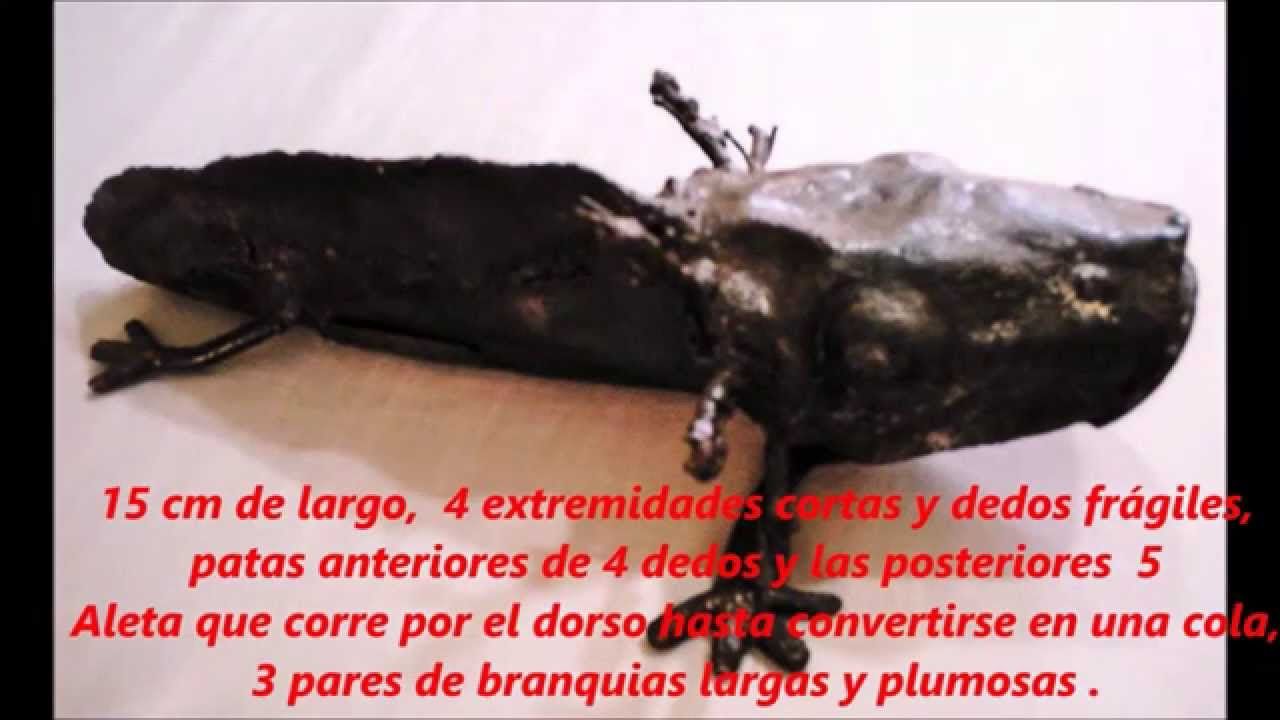 15 cm de largo,  4 extremidades cortas y dedos frágiles,
patas anteriores de 4 dedos y las posteriores  5
Aleta que corre por el dorso hasta convertirse en una cola,
3 pares de branquias largas y plumosas .